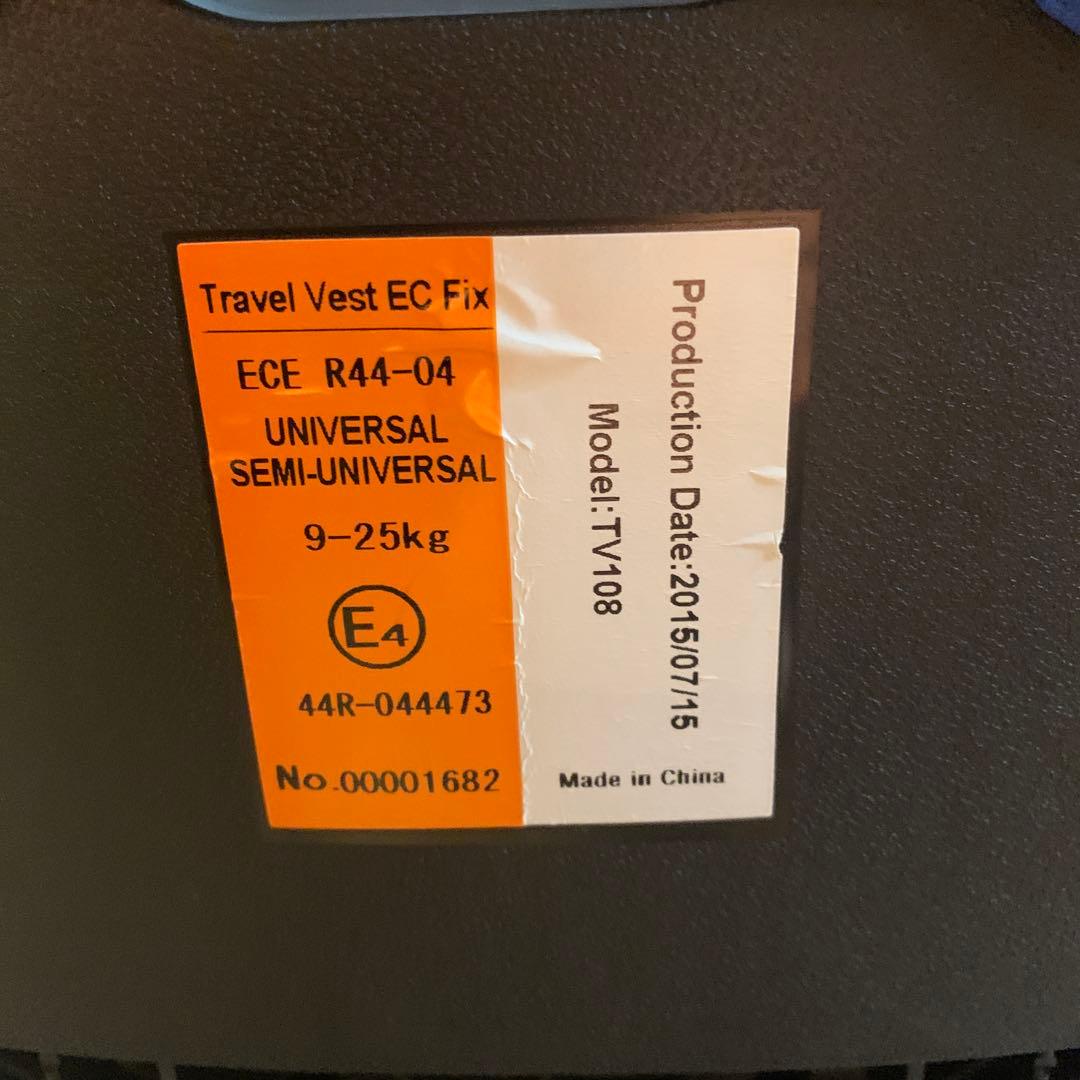 Travel Vest EC Fix
ECE R44-04
UNIVERSAL
SEMI-UNIVERSAL
9-25kg
E4
44R-044473
No.00001682
Production Date:2015/07/15
Model:TV108
Made in China